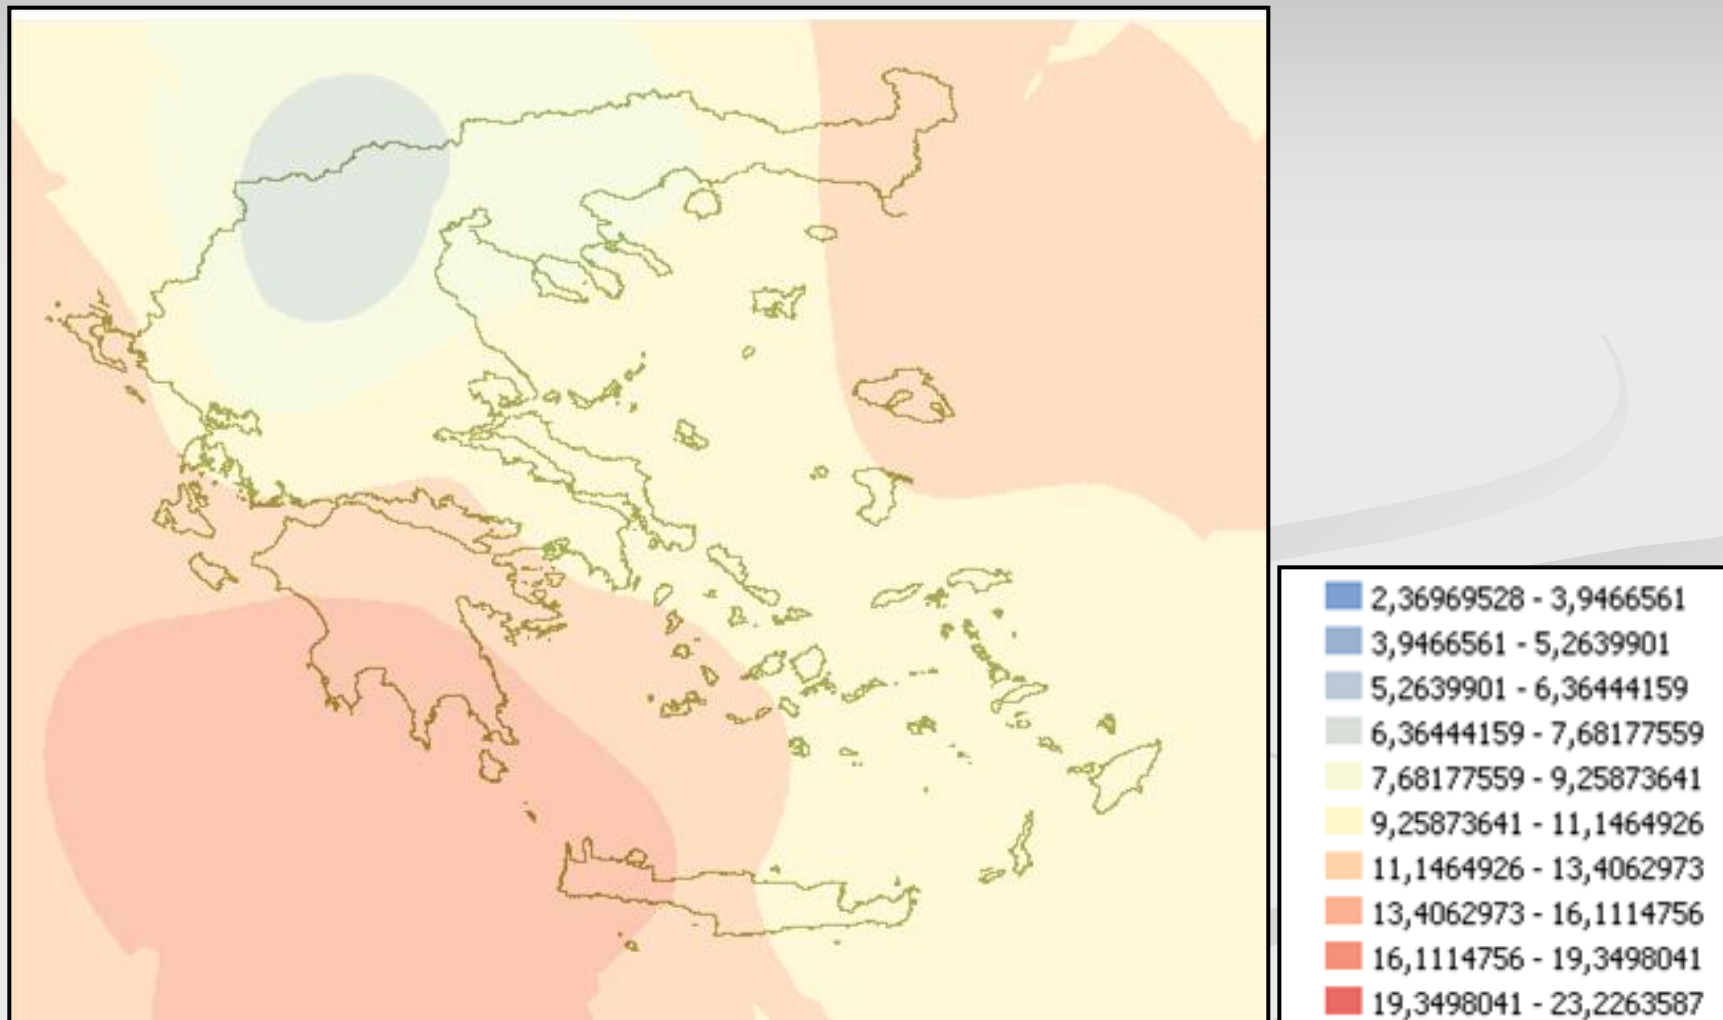 2,36969528 - 3,9466561
3,9466561 - 5,2639901
5,2639901 - 6,36444159
6,36444159 - 7,68177559
7,68177559 - 9,25873641
9,25873641 - 11,1464926
11,1464926 - 13,4062973
13,4062973 - 16,1114756
16,1114756 - 19,3498041
19,3498041 - 23,2263587